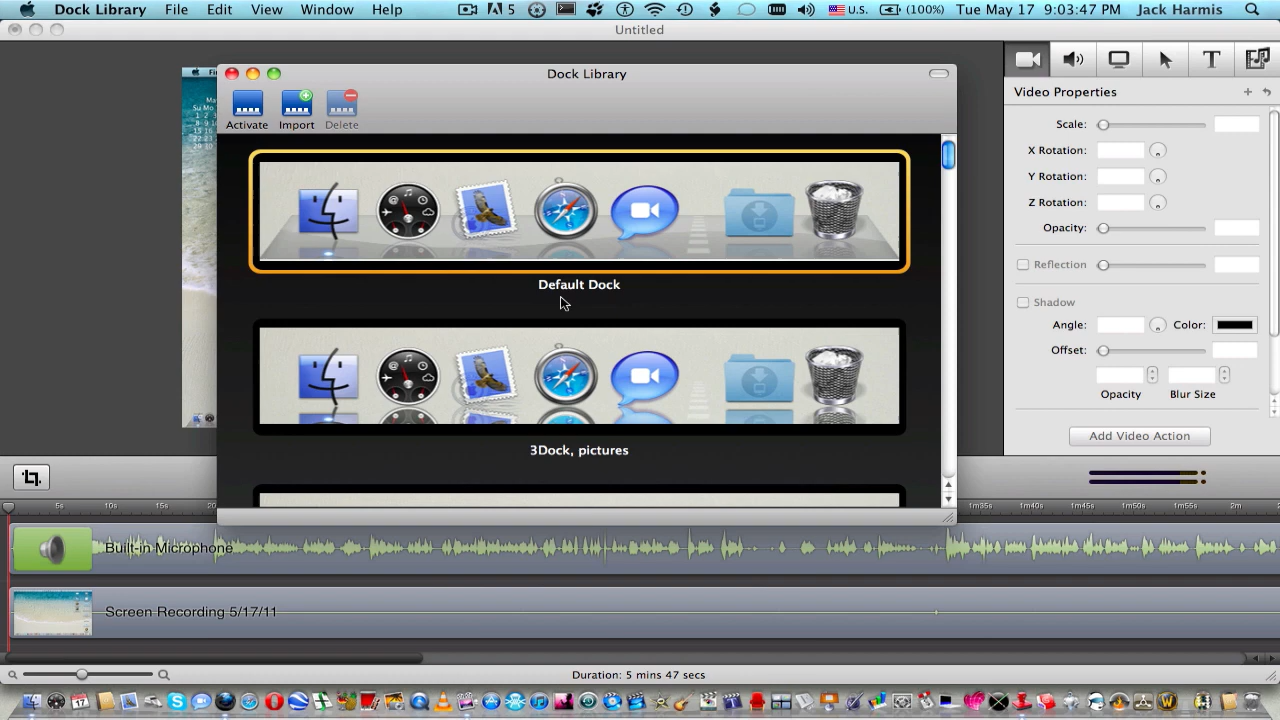 Dock Library File Edit View Window Help A 5 U.S. (100%) Tue May 17 9:03:47 PM Jack Harmis
Untitled
Dock Library
Activate Import Delete
Video Properties
Scale:
X Rotation:
Y Rotation:
Z Rotation:
Opacity:
Reflection
Shadow
Angle: Color:
Offset:
Opacity Blur Size
Add Video Action
Default Dock
3Dock, pictures
5s 10s 15s 1m35s 1m40s 1m45s 1m50s 1m55s 2m
Built-in Microphone
Screen Recording 5/17/11
Duration: 5 mins 47 secs